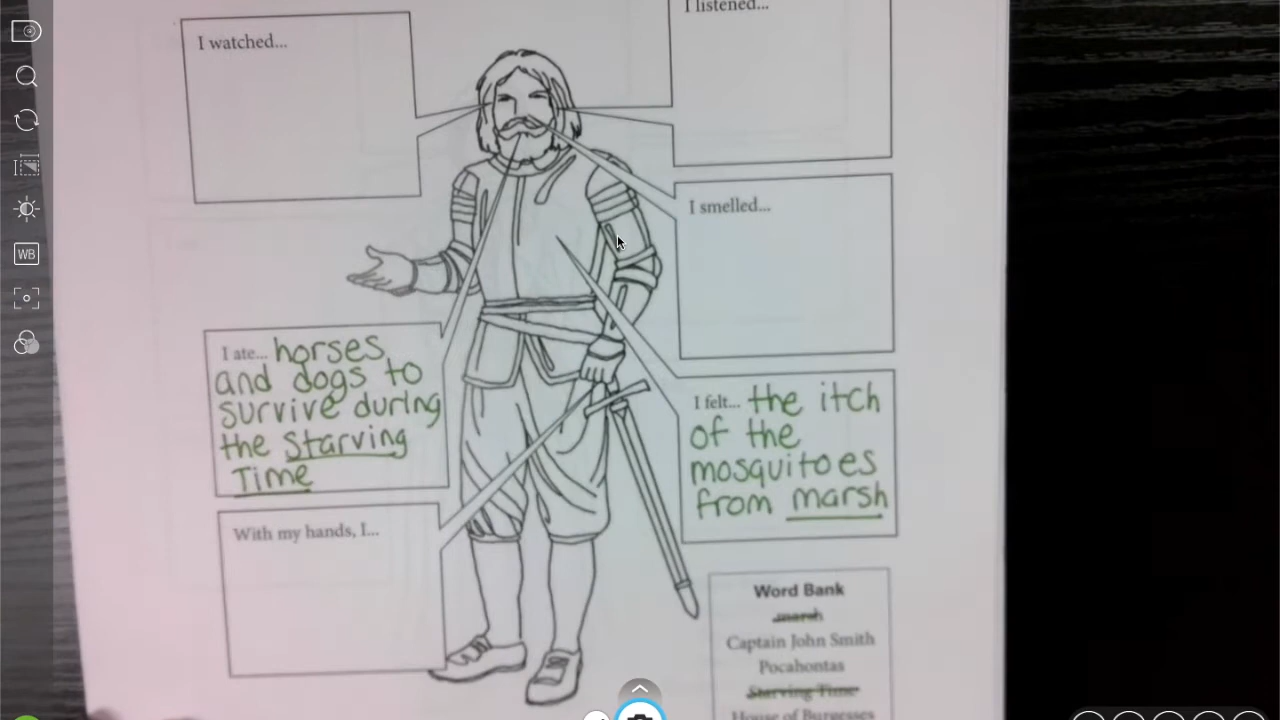 I watched...
I listened...
I smelled...
I ate... horses
and dogs to
survive during
the Starving
Time
I felt... the itch
of the
mosquitoes
from marsh
With my hands, I...
Word Bank
marsh
Captain John Smith
Pocahontas
Starving Time
House of Burgesses
WB